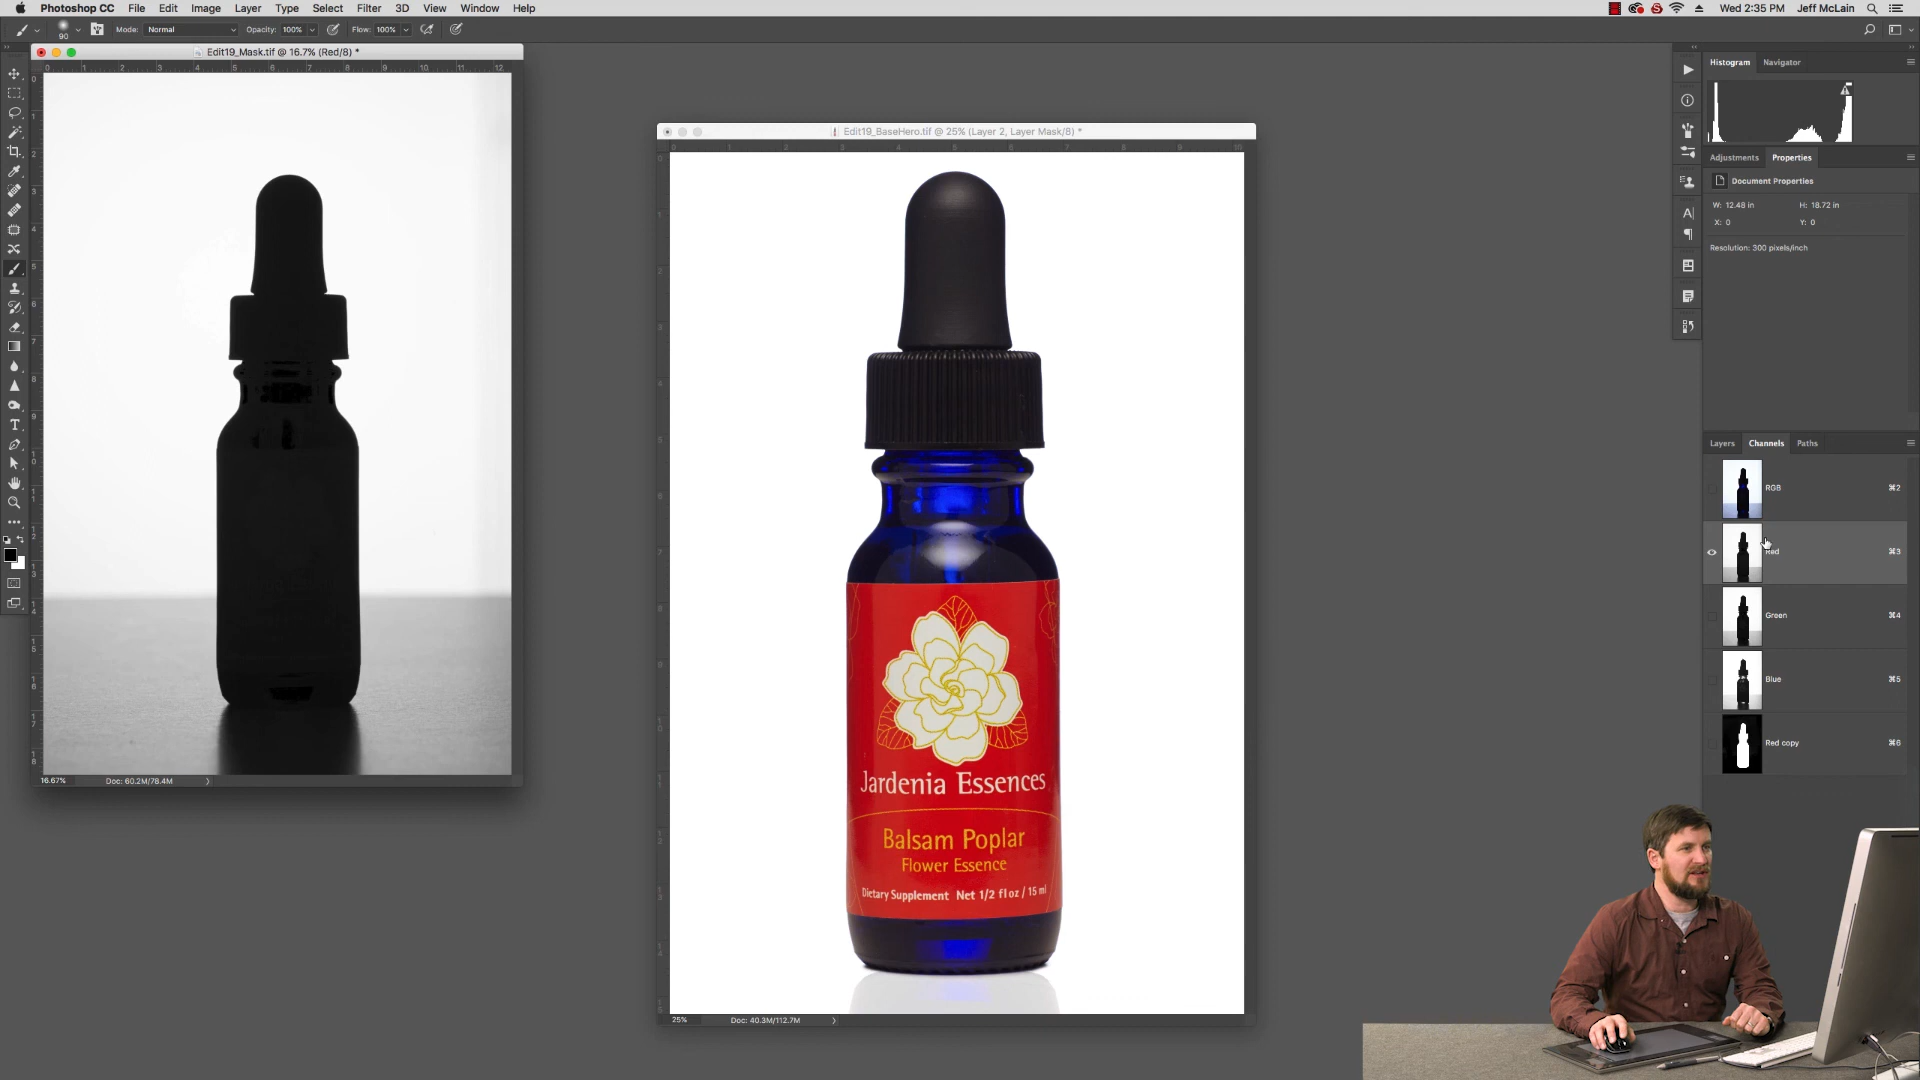 Photoshop CC File Edit Image Layer Type Select Filter 3D View Window Help
Wed 2:35 PM Jeff McLain
90 Mode: Normal Opacity: 100% Flow: 100%
Edit19_Mask.tif @ 16.7% (Red/8) *
16.67% Doc: 60.2M/78.4M
Edit19_BaseHero.tif @ 25% (Layer 2, Layer Mask/8) *
Jardenia Essences
Balsam Poplar
Flower Essence
Dietary Supplement Net 1/2 fl oz / 15 ml
25% Doc: 40.3M/112.7M
Histogram Navigator
Adjustments Properties
Document Properties
W: 12.48 in H: 18.72 in
X: 0 Y: 0
Resolution: 300 pixels/inch
Layers Channels Paths
RGB ⌘2
Red ⌘3
Green ⌘4
Blue ⌘5
Red copy ⌘6